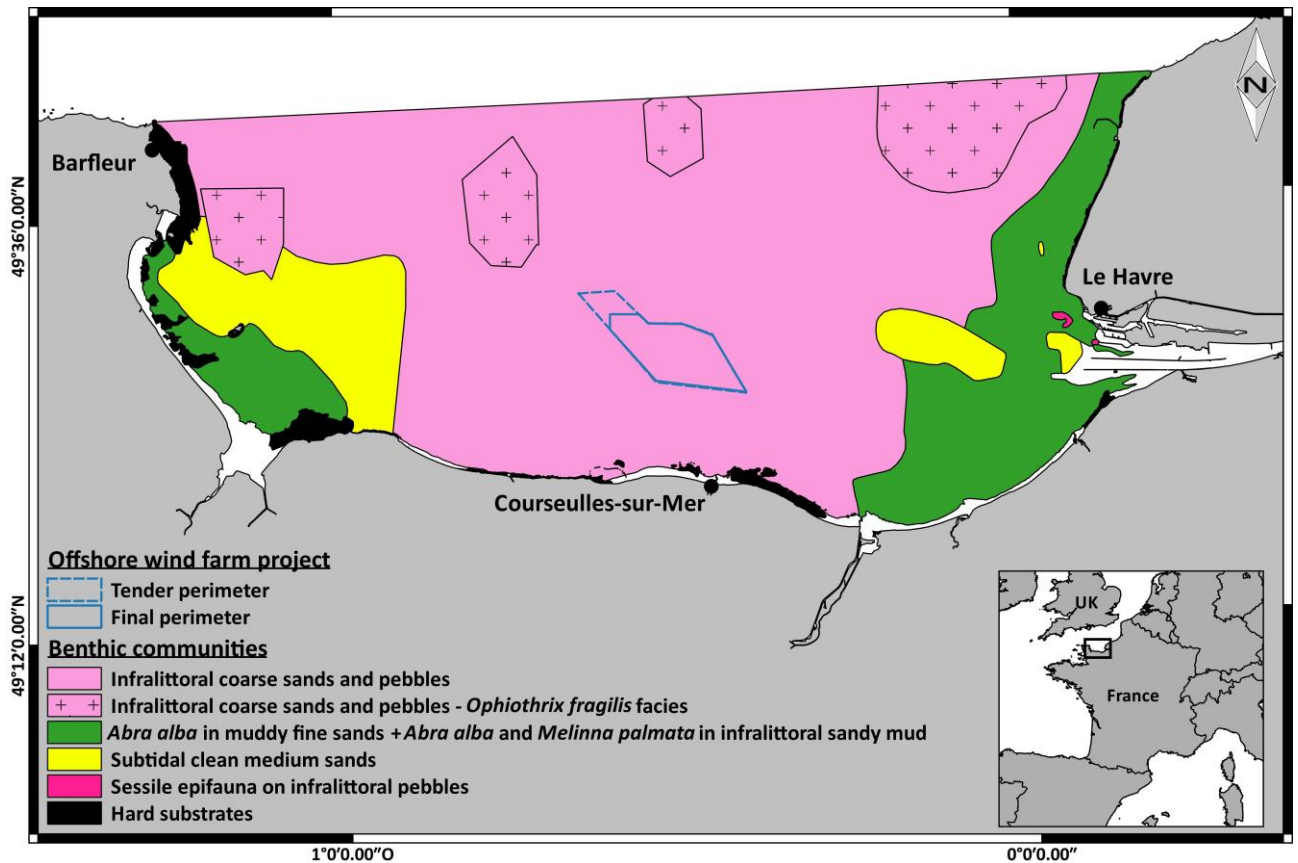 N
Barfleur
49°36'0.00"N
Le Havre
Courseulles-sur-Mer
Offshore wind farm project
Tender perimeter
Final perimeter
49°12'0.00"N
Benthic communities
Infralittoral coarse sands and pebbles
Infralittoral coarse sands and pebbles - Ophiothrix fragilis facies
Abra alba in muddy fine sands + Abra alba and Melinna palmata in infralittoral sandy mud
Subtidal clean medium sands
Sessile epifauna on infralittoral pebbles
Hard substrates
UK
France
1°0'0.00"O
0°0'0.00"